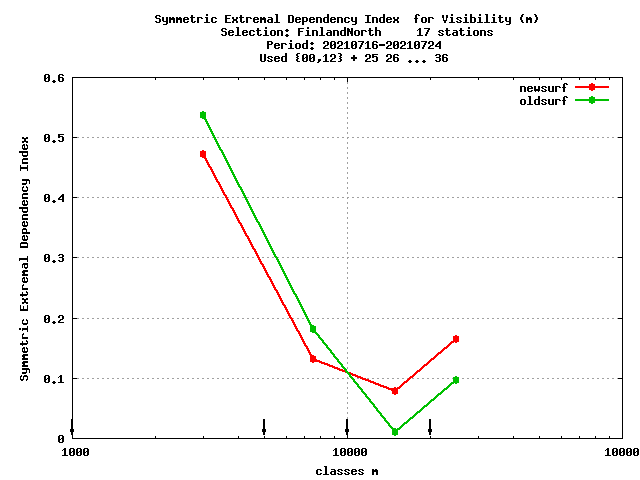 Symmetric Extremal Dependency Index  for Visibility (m)
Selection: FinlandNorth     17 stations
Period: 20210716-20210724
Used {00,12} + 25 26 ... 36
newsurf
oldsurf
0.6
0.5
0.4
0.3
0.2
0.1
0
Symmetric Extremal Dependency Index
1000
10000
10000
classes m